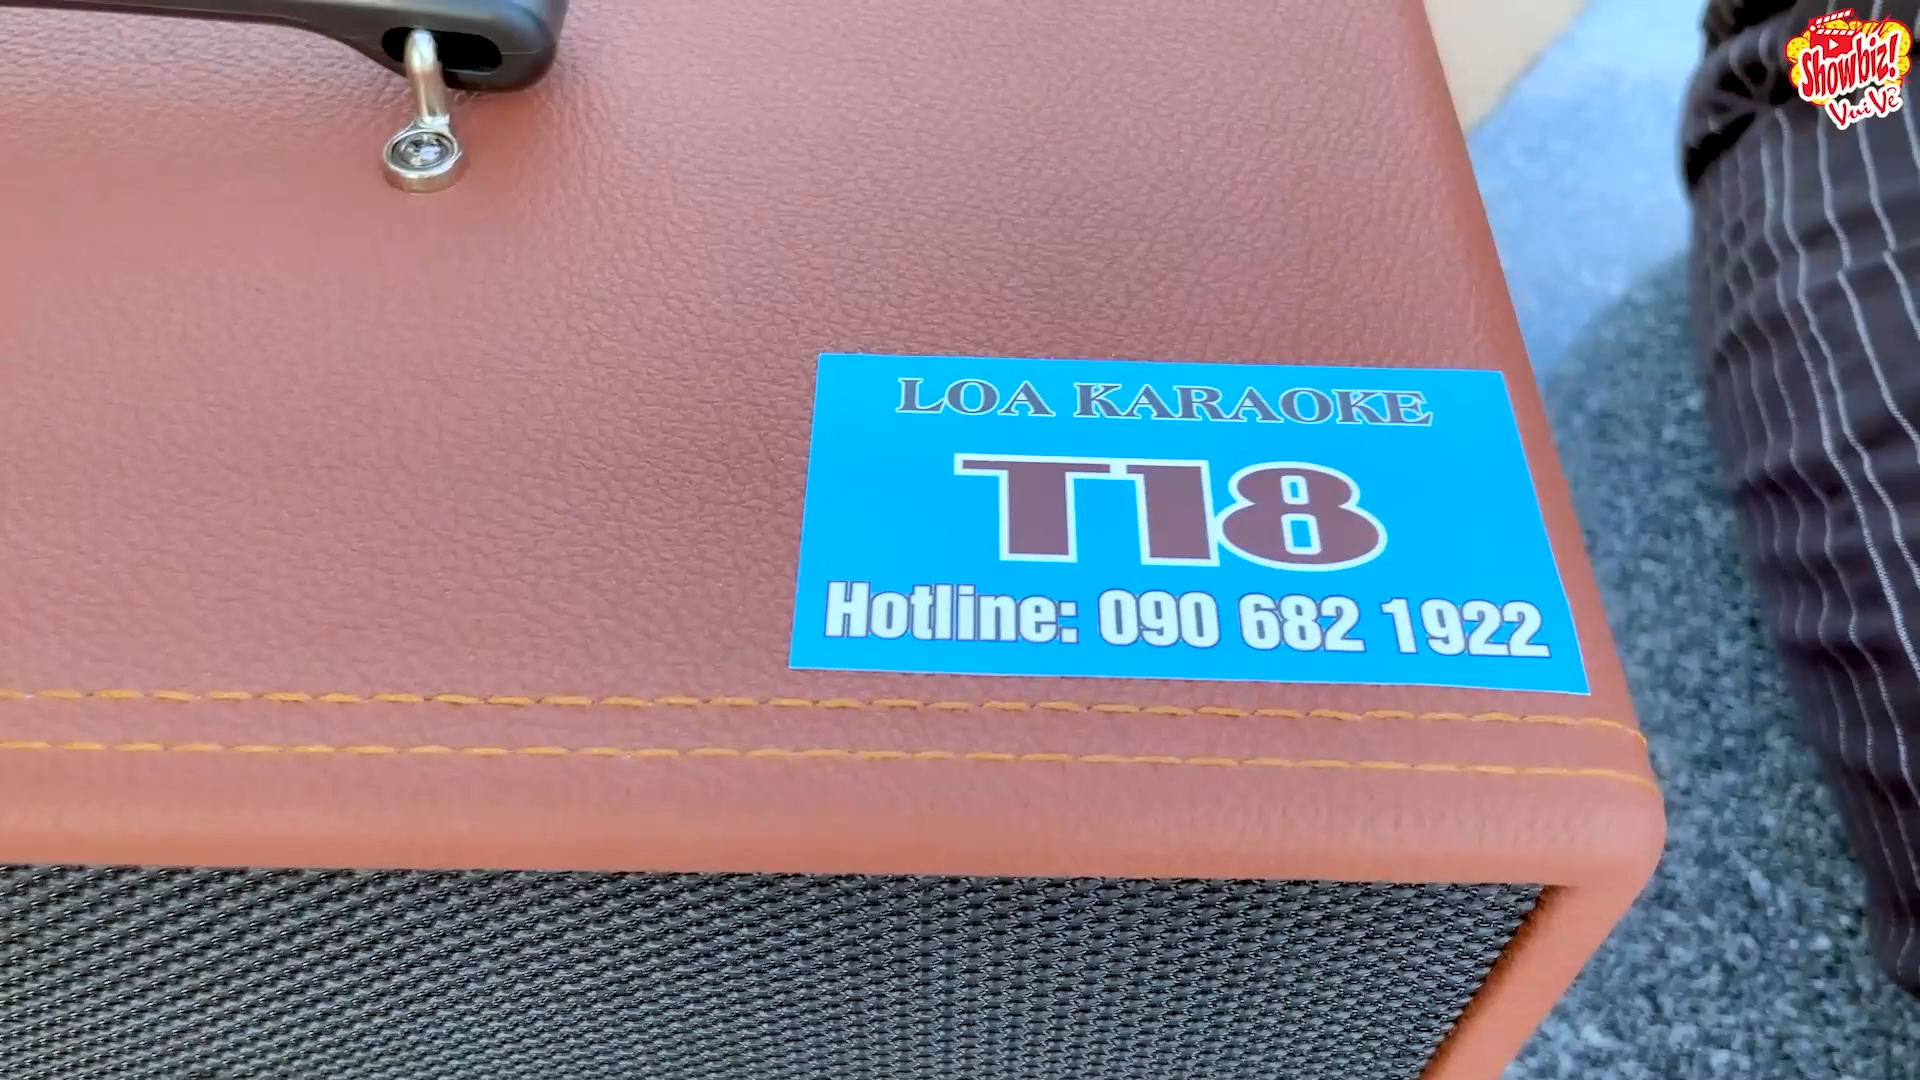 Showbiz!
Vui Vẻ
LOA KARAOKE
T18
Hotline: 090 682 1922